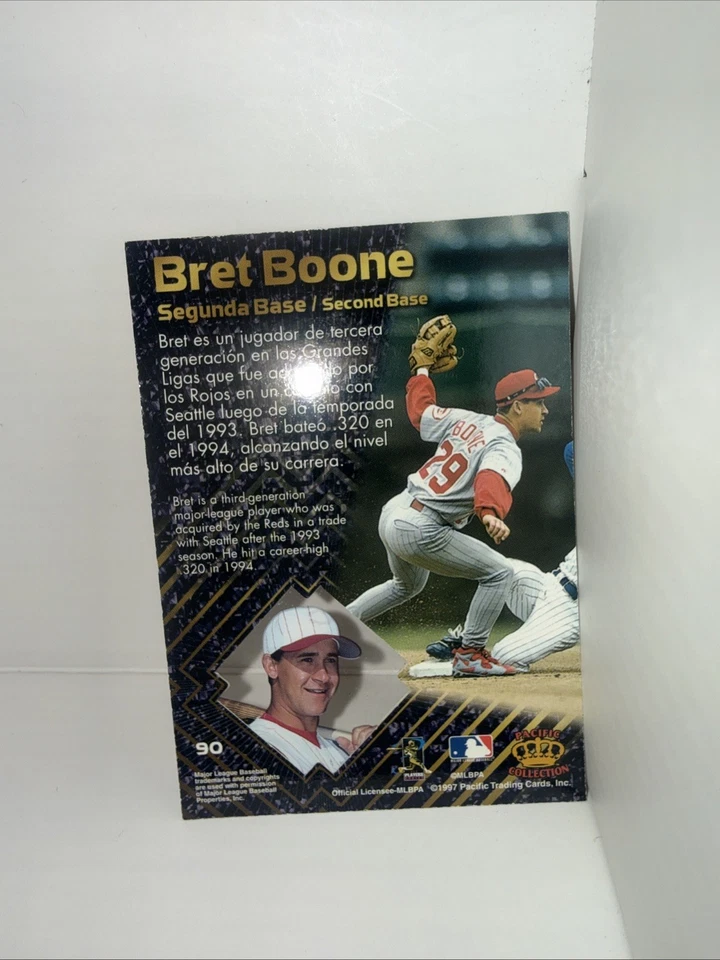 Bret Boone
Segunda Base / Second Base
Bret es un jugador de tercera
generación en las Grandes
Ligas que fue por
los Rojos en un con
Seattle luego de la temporada
del 1993. Bret bateó .320 en
el 1994, alcanzando el nivel
más alto de su carrera.
Bret is a third-generation
major-league player who was
acquired by the Reds in a trade
with Seattle after the 1993
season. He hit a career-high
.320 in 1994.
BOONE
29
90
Major League Baseball
trademarks and copyrights
are used with permission
of Major League Baseball
Properties, Inc.
PLAYERS
©MLBPA
PACIFIC
COLLECTION
Official Licensee-MLBPA ©1997 Pacific Trading Cards, Inc.